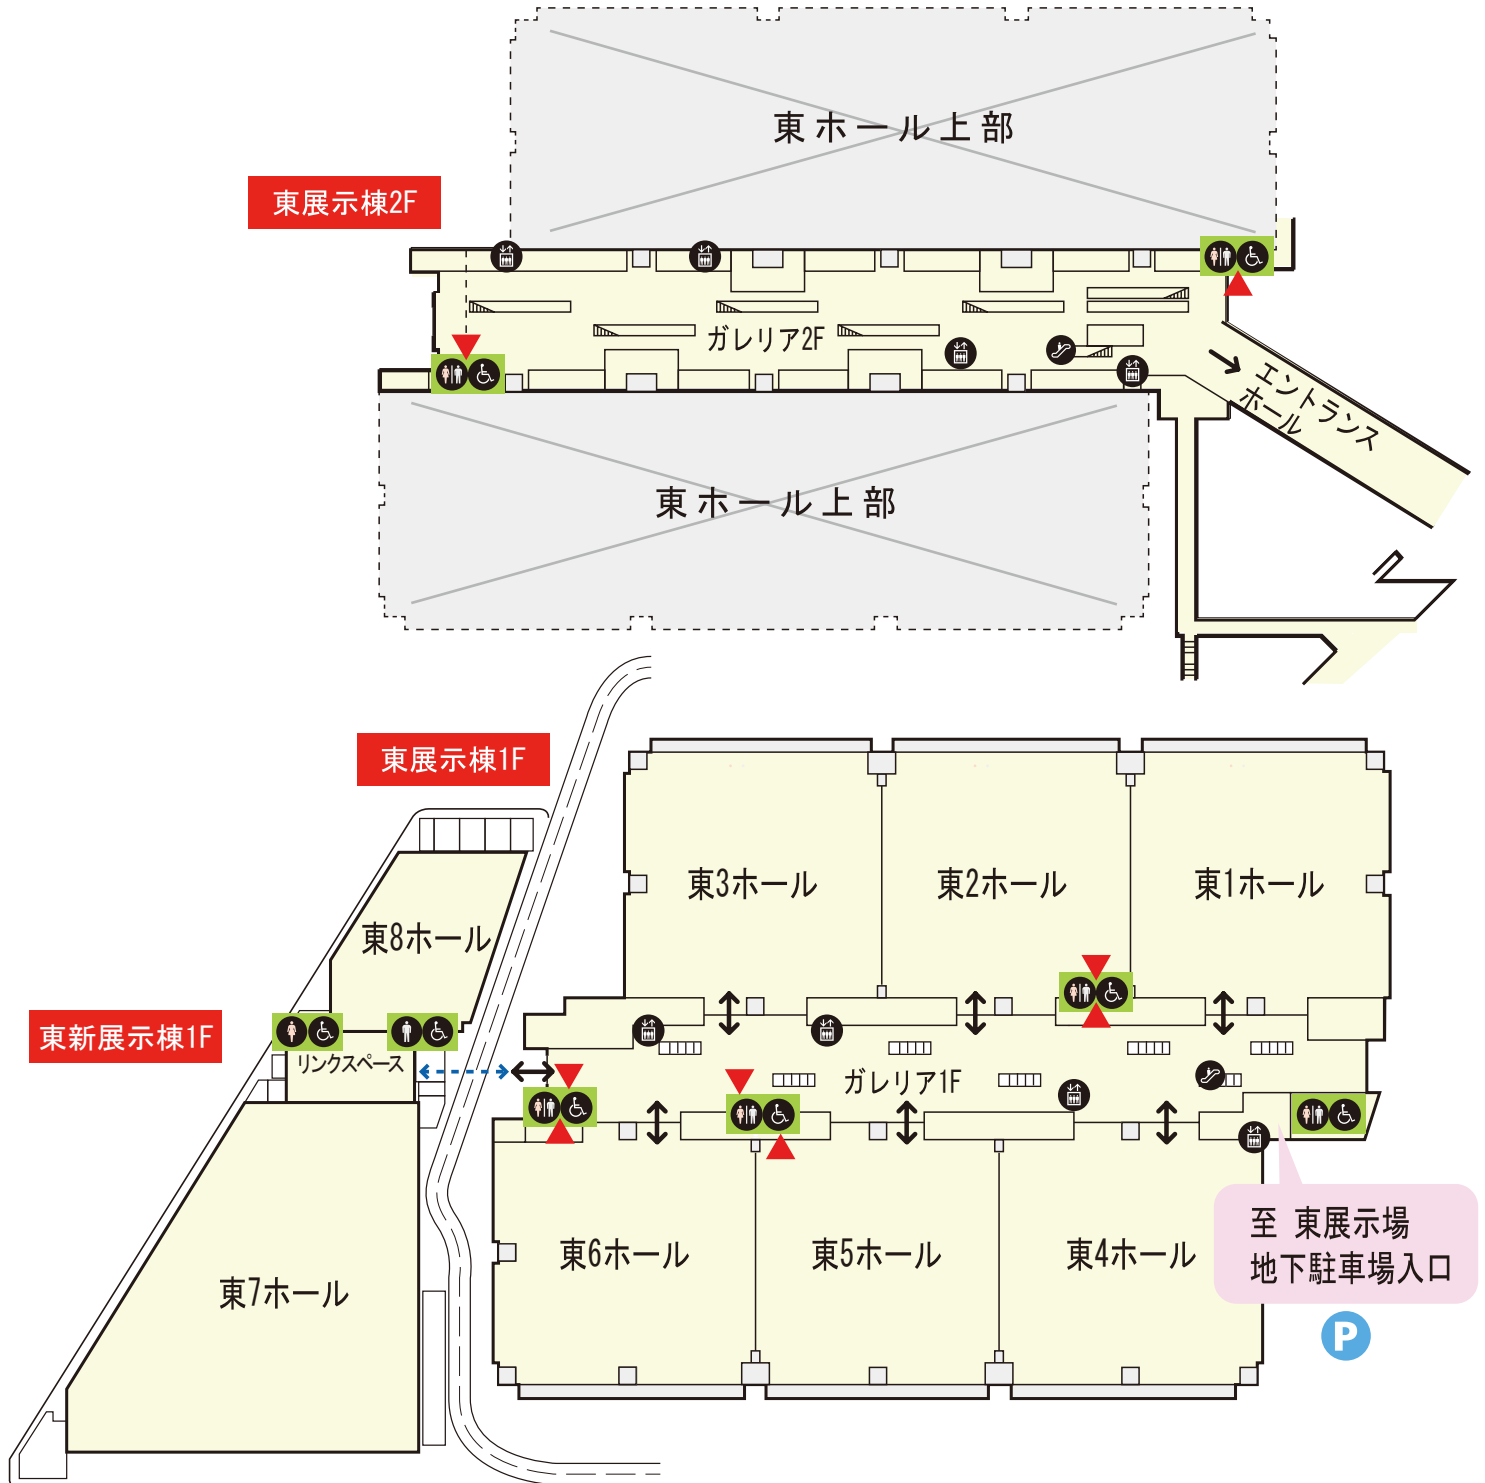 東ホール上部
東展示棟2F
ガレリア2F
エントランス
ホール
東ホール上部
東展示棟1F
東3ホール
東2ホール
東1ホール
東8ホール
東新展示棟1F
リンクスペース
ガレリア1F
東6ホール
東5ホール
東4ホール
東7ホール
至 東展示場
地下駐車場入口
P